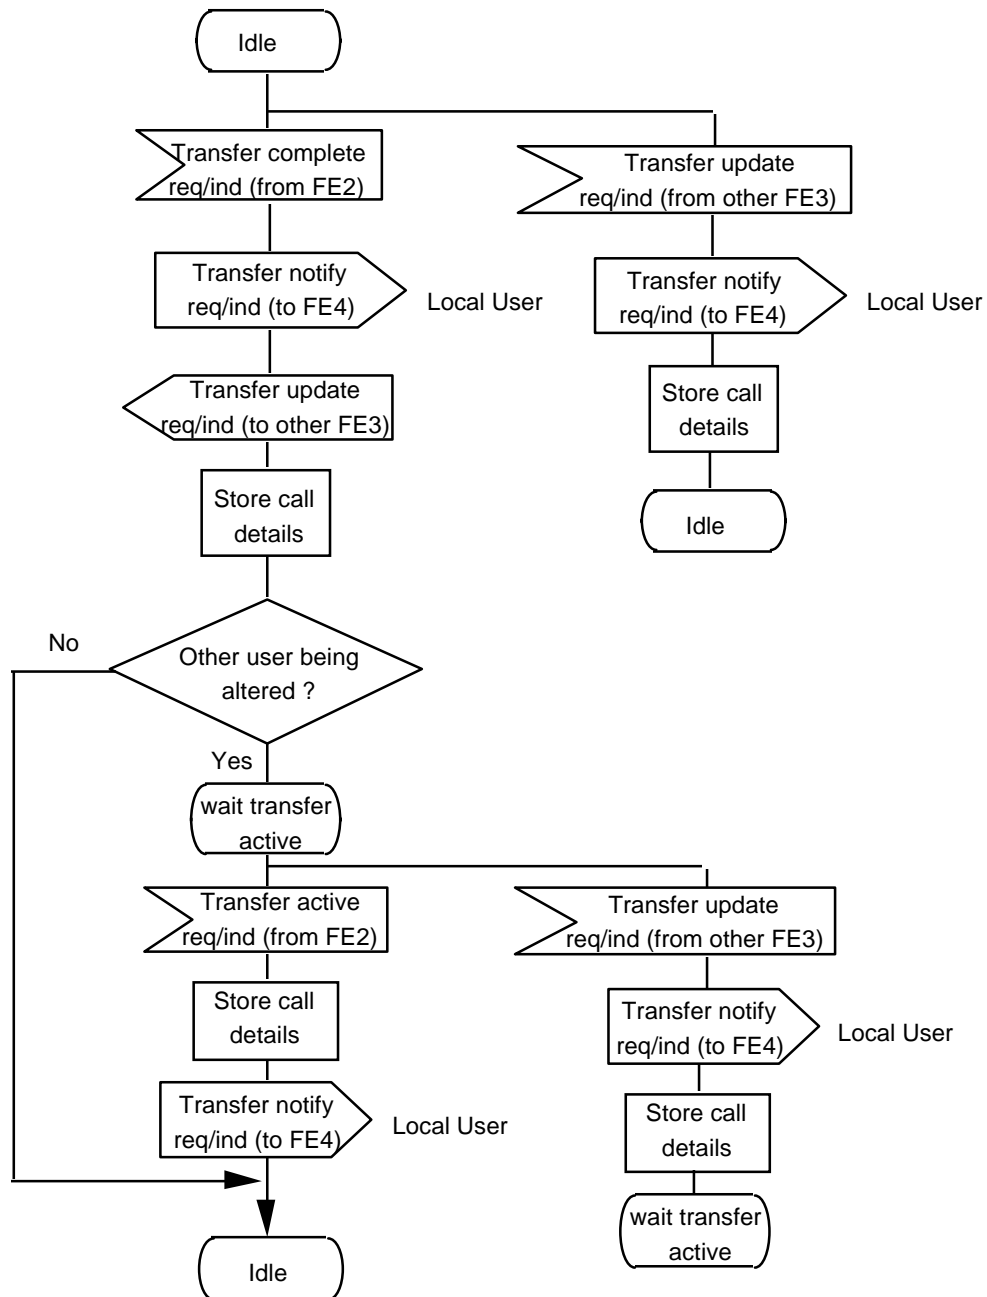 Idle
Transfer complete
req/ind (from FE2)
Transfer update
req/ind (from other FE3)
Transfer notify
req/ind (to FE4)
Local User
Transfer notify
req/ind (to FE4)
Local User
Transfer update
req/ind (to other FE3)
Store call
details
Store call
details
Idle
No
Other user being
altered ?
Yes
wait transfer
active
Transfer active
req/ind (from FE2)
Transfer update
req/ind (from other FE3)
Store call
details
Transfer notify
req/ind (to FE4)
Local User
Transfer notify
req/ind (to FE4)
Local User
Store call
details
wait transfer
active
Idle